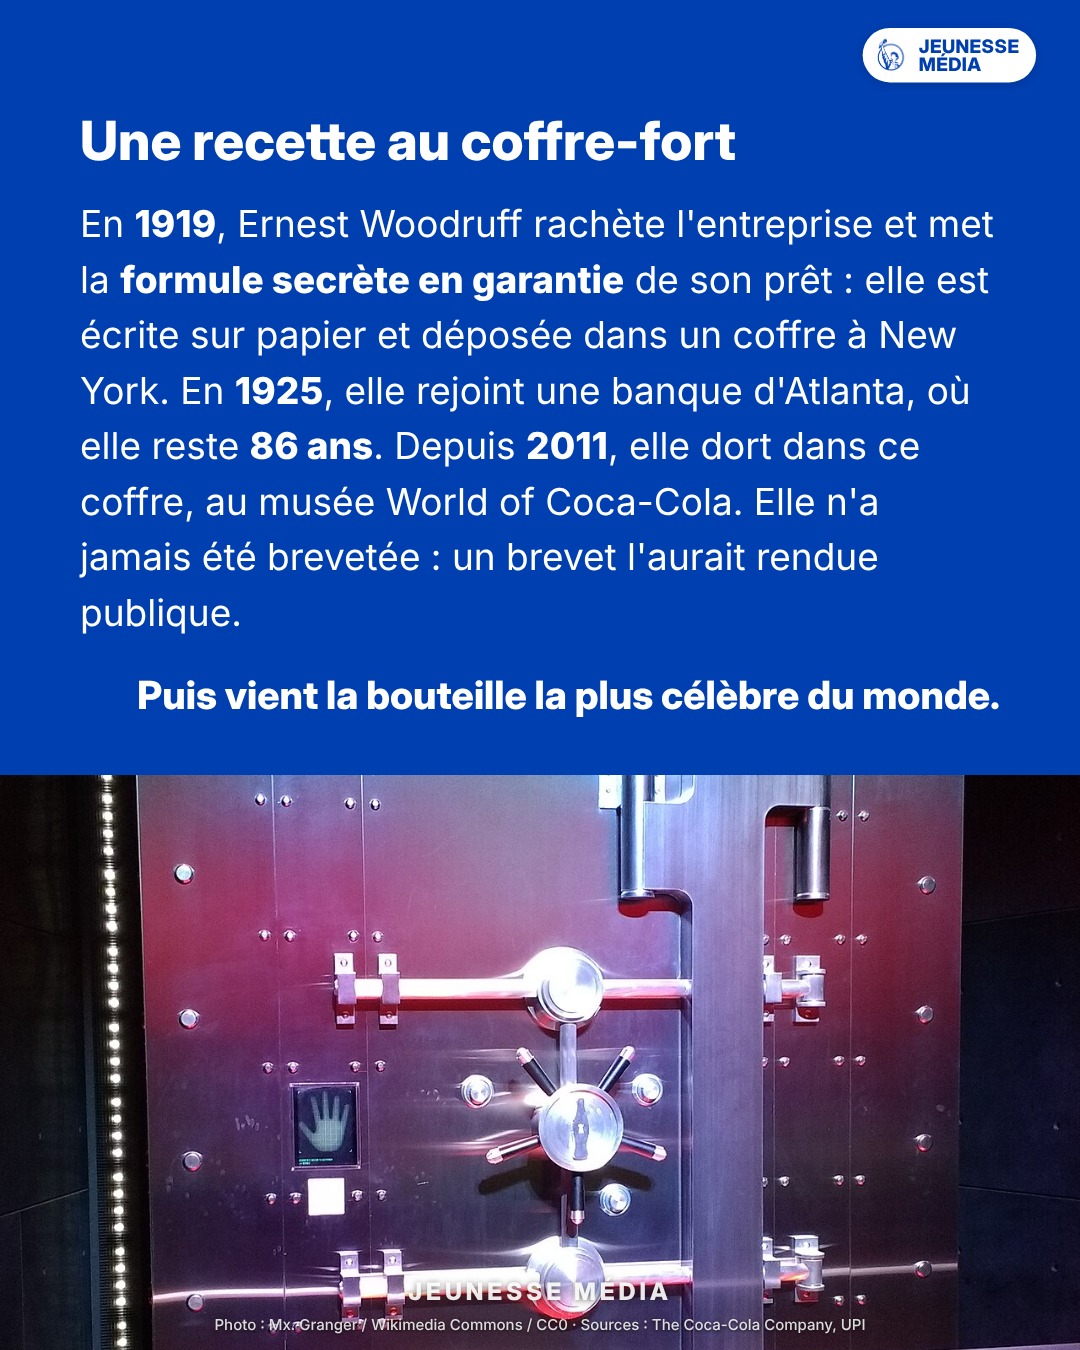 JEUNESSE
MÉDIA
Une recette au coffre-fort
En 1919, Ernest Woodruff rachète l'entreprise et met
la formule secrète en garantie de son prêt : elle est
écrite sur papier et déposée dans un coffre à New
York. En 1925, elle rejoint une banque d'Atlanta, où
elle reste 86 ans. Depuis 2011, elle dort dans ce
coffre, au musée World of Coca-Cola. Elle n'a
jamais été brevetée : un brevet l'aurait rendue
publique.
Puis vient la bouteille la plus célèbre du monde.
JEUNESSE MÉDIA
Photo : Mx. Granger / Wikimedia Commons / CC0 · Sources : The Coca-Cola Company, UPI